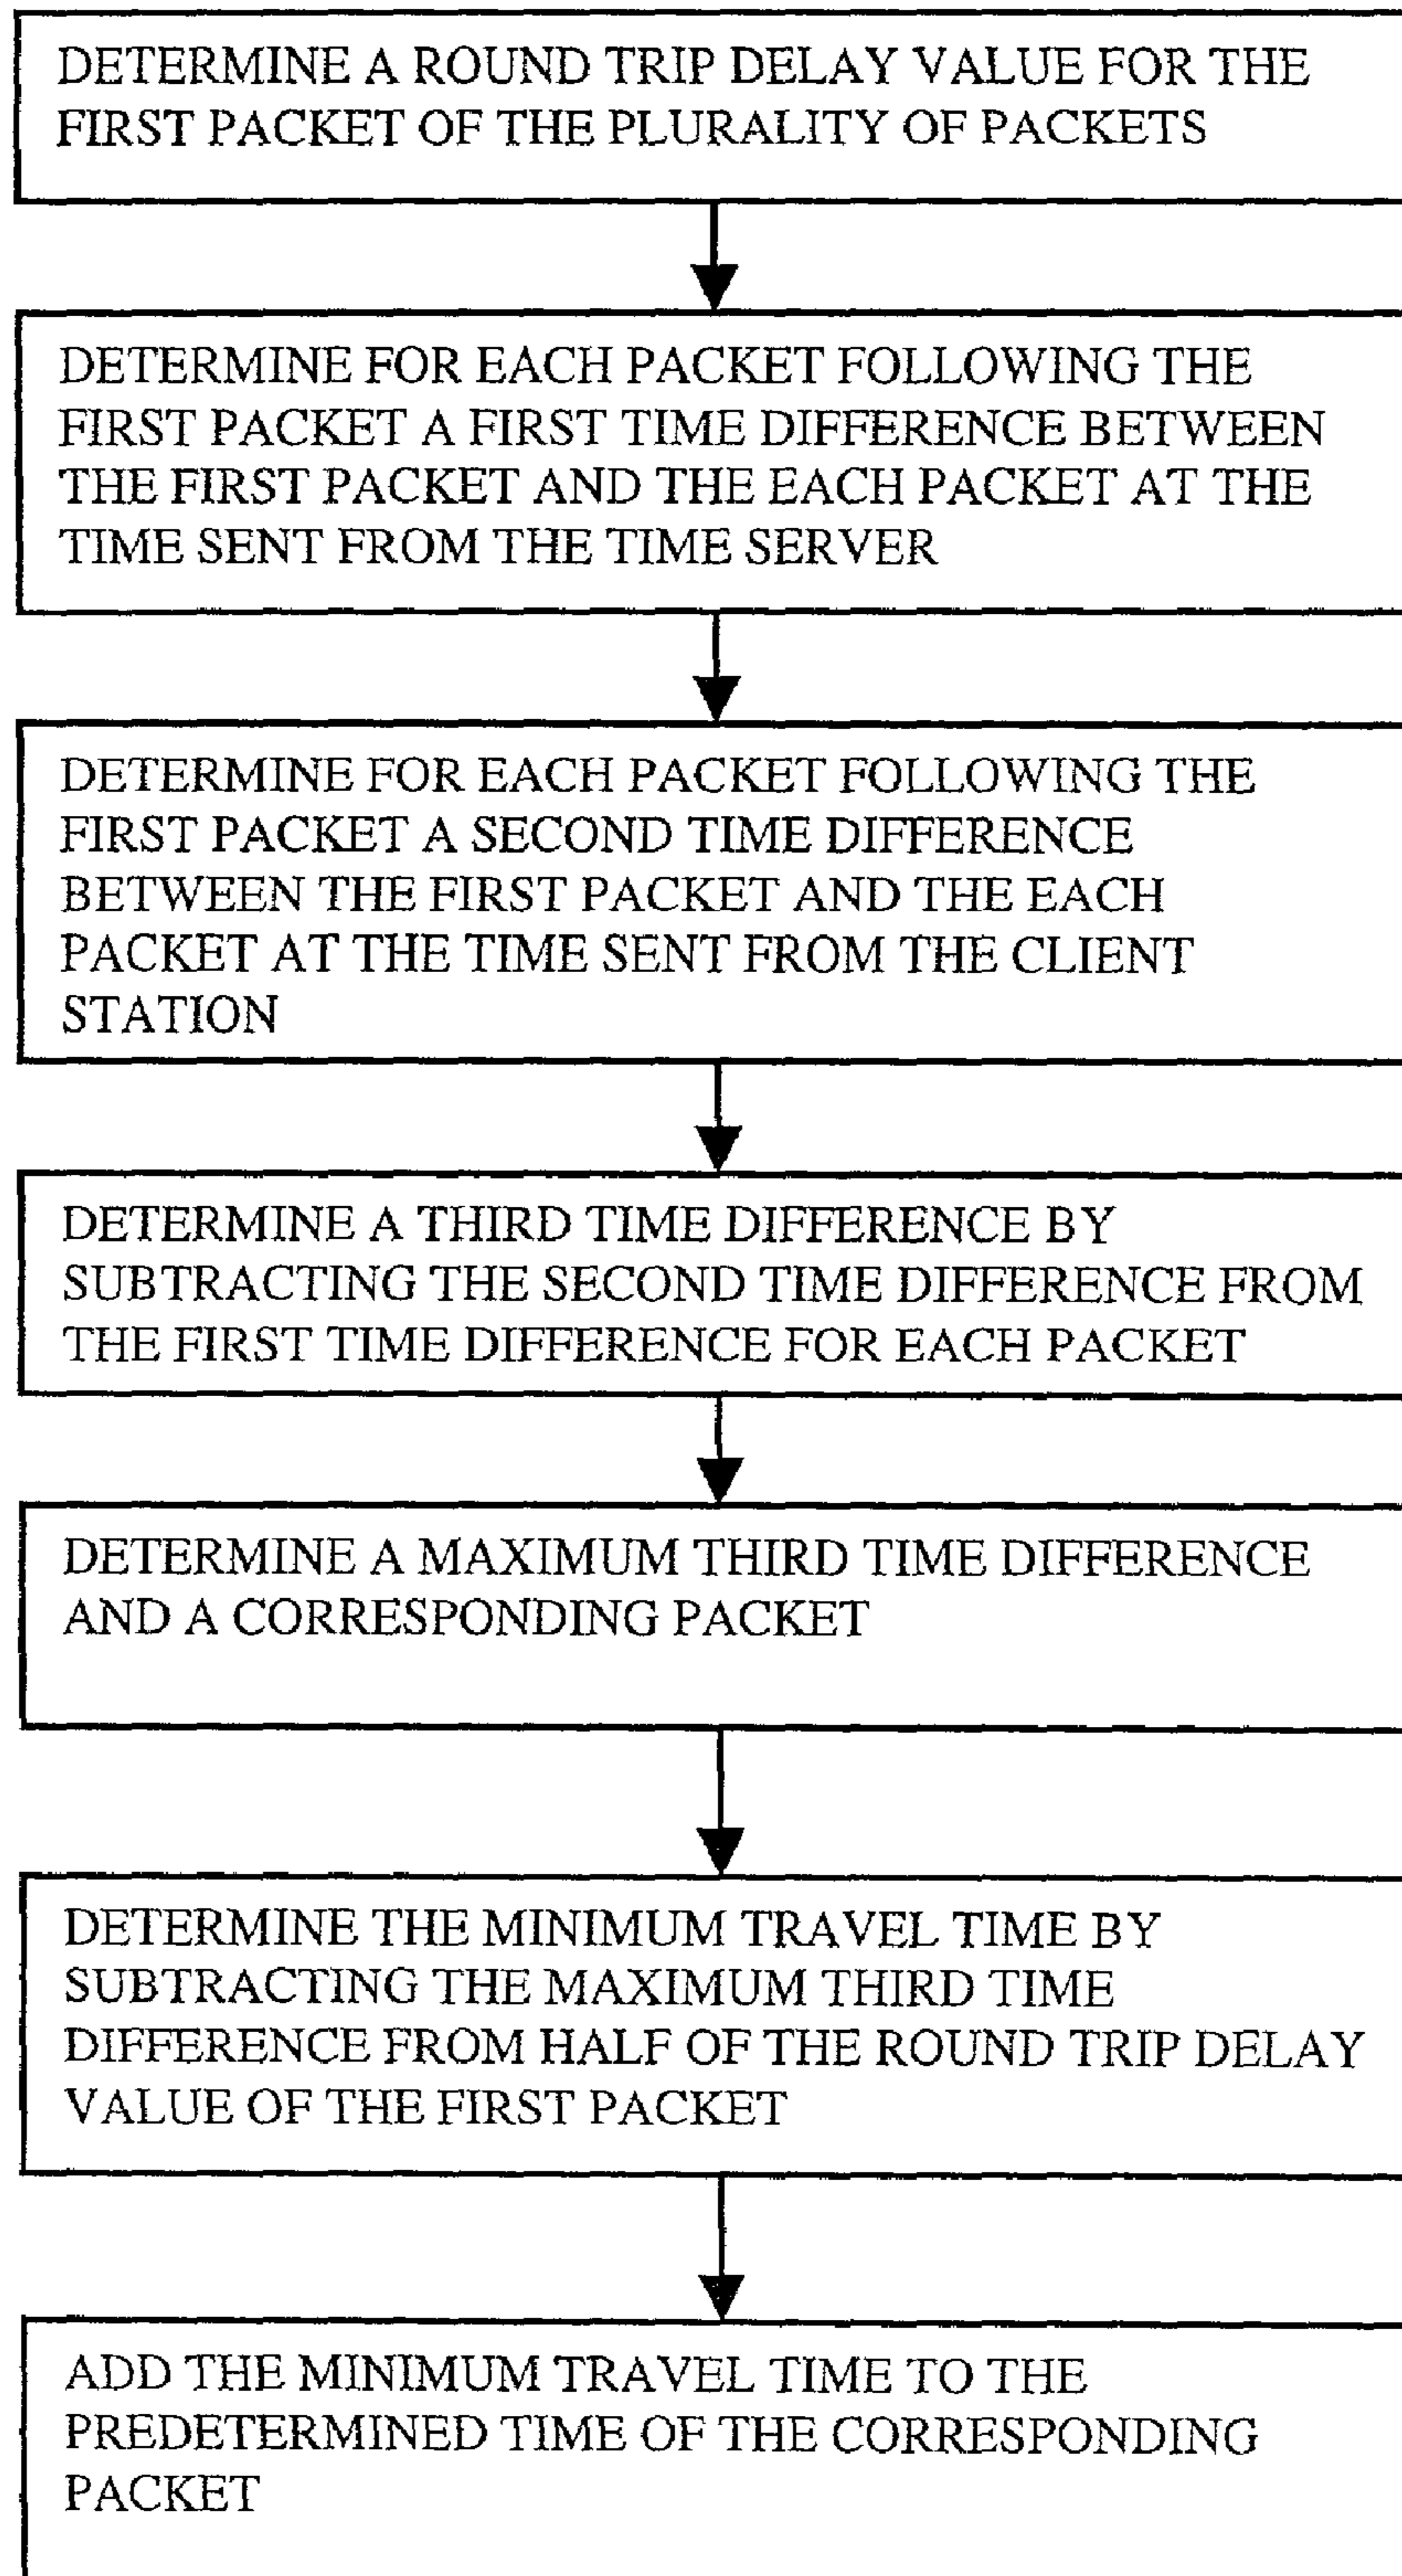 DETERMINE A ROUND TRIP DELAY VALUE FOR THE
FIRST PACKET OF THE PLURALITY OF PACKETS
DETERMINE FOR EACH PACKET FOLLOWING THE
FIRST PACKET A FIRST TIME DIFFERENCE BETWEEN
THE FIRST PACKET AND THE EACH PACKET AT THE
TIME SENT FROM THE TIME SERVER
DETERMINE FOR EACH PACKET FOLLOWING THE
FIRST PACKET A SECOND TIME DIFFERENCE
BETWEEN THE FIRST PACKET AND THE EACH
PACKET AT THE TIME SENT FROM THE CLIENT
STATION
DETERMINE A THIRD TIME DIFFERENCE BY
SUBTRACTING THE SECOND TIME DIFFERENCE FROM
THE FIRST TIME DIFFERENCE FOR EACH PACKET
DETERMINE A MAXIMUM THIRD TIME DIFFERENCE
AND A CORRESPONDING PACKET
DETERMINE THE MINIMUM TRAVEL TIME BY
SUBTRACTING THE MAXIMUM THIRD TIME
DIFFERENCE FROM HALF OF THE ROUND TRIP DELAY
VALUE OF THE FIRST PACKET
ADD THE MINIMUM TRAVEL TIME TO THE
PREDETERMINED TIME OF THE CORRESPONDING
PACKET